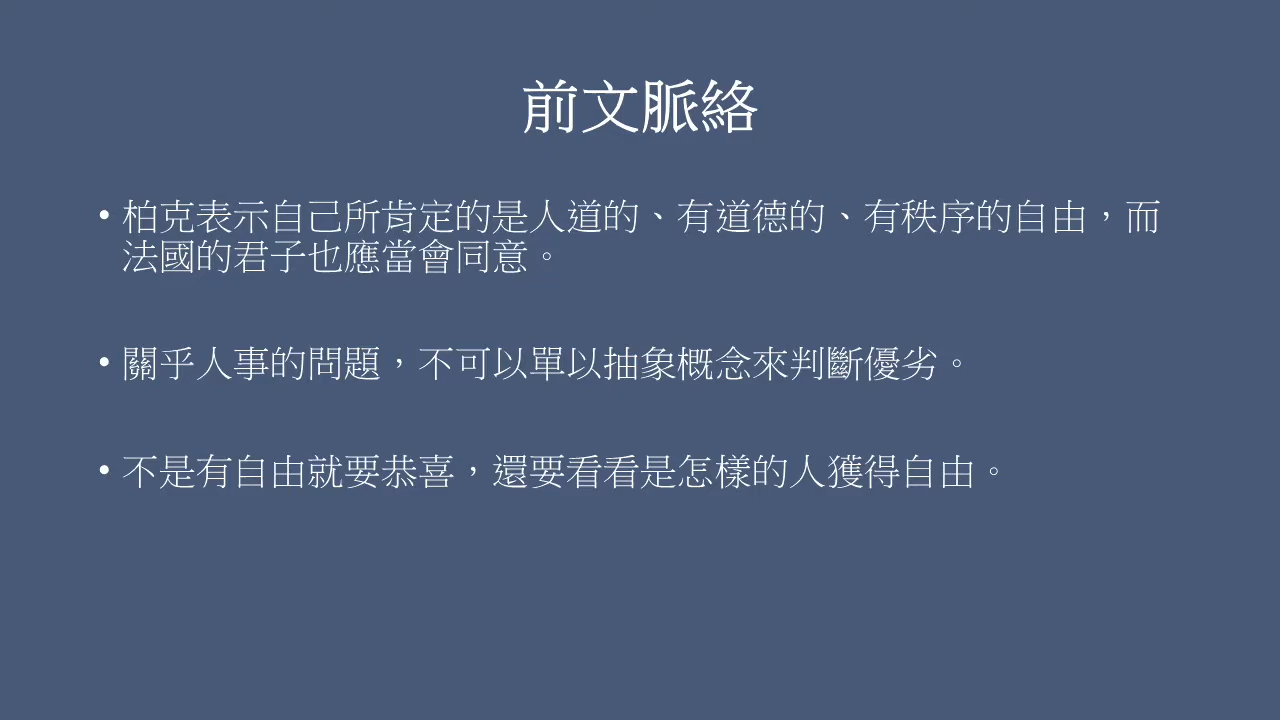 前文脈絡
• 柏克表示自己所肯定的是人道的、有道德的、有秩序的自由，而
法國的君子也應當會同意。
• 關乎人事的問題，不可以單以抽象概念來判斷優劣。
• 不是有自由就要恭喜，還要看看是怎樣的人獲得自由。